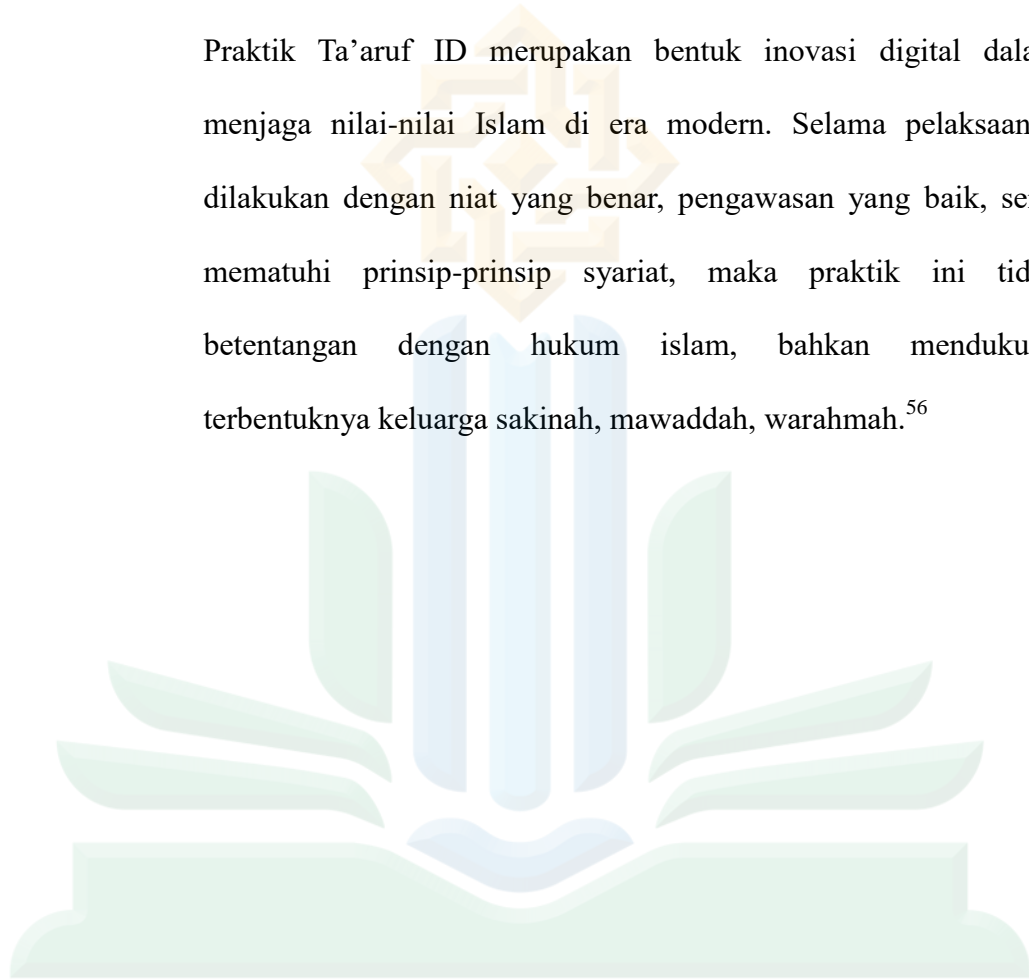 Praktik Ta’aruf ID merupakan bentuk inovasi digital dala
menjaga nilai-nilai Islam di era modern. Selama pelaksaan
dilakukan dengan niat yang benar, pengawasan yang baik, se
mematuhi prinsip-prinsip syariat, maka praktik ini tid
betentangan dengan hukum islam, bahkan menduku
terbentuknya keluarga sakinah, mawaddah, warahmah.56